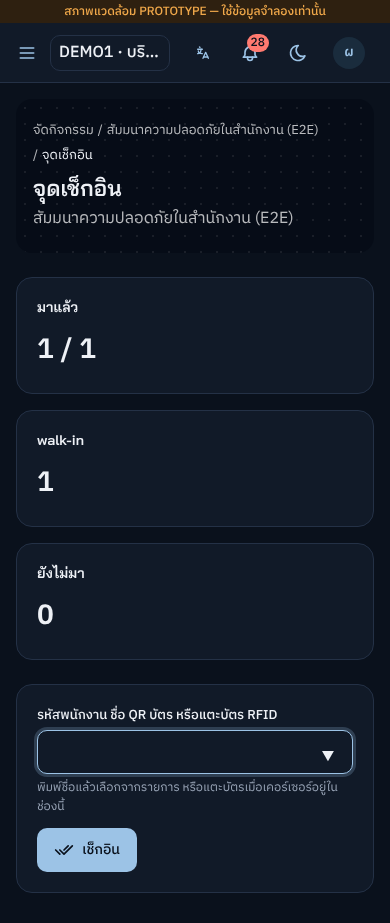 สภาพแวดล้อม PROTOTYPE — ใช้ข้อมูลจำลองเท่านั้น
DEMO1 · บริ...
28
ผ
จัดกิจกรรม / สัมมนาความปลอดภัยในสำนักงาน (E2E)
/ จุดเช็กอิน
จุดเช็กอิน
สัมมนาความปลอดภัยในสำนักงาน (E2E)
มาแล้ว
1 / 1
walk-in
1
ยังไม่มา
0
รหัสพนักงาน ชื่อ QR บัตร หรือแตะบัตร RFID
พิมพ์ชื่อแล้วเลือกจากรายการ หรือแตะบัตรเมื่อเคอร์เซอร์อยู่ใน
ช่องนี้
เช็กอิน